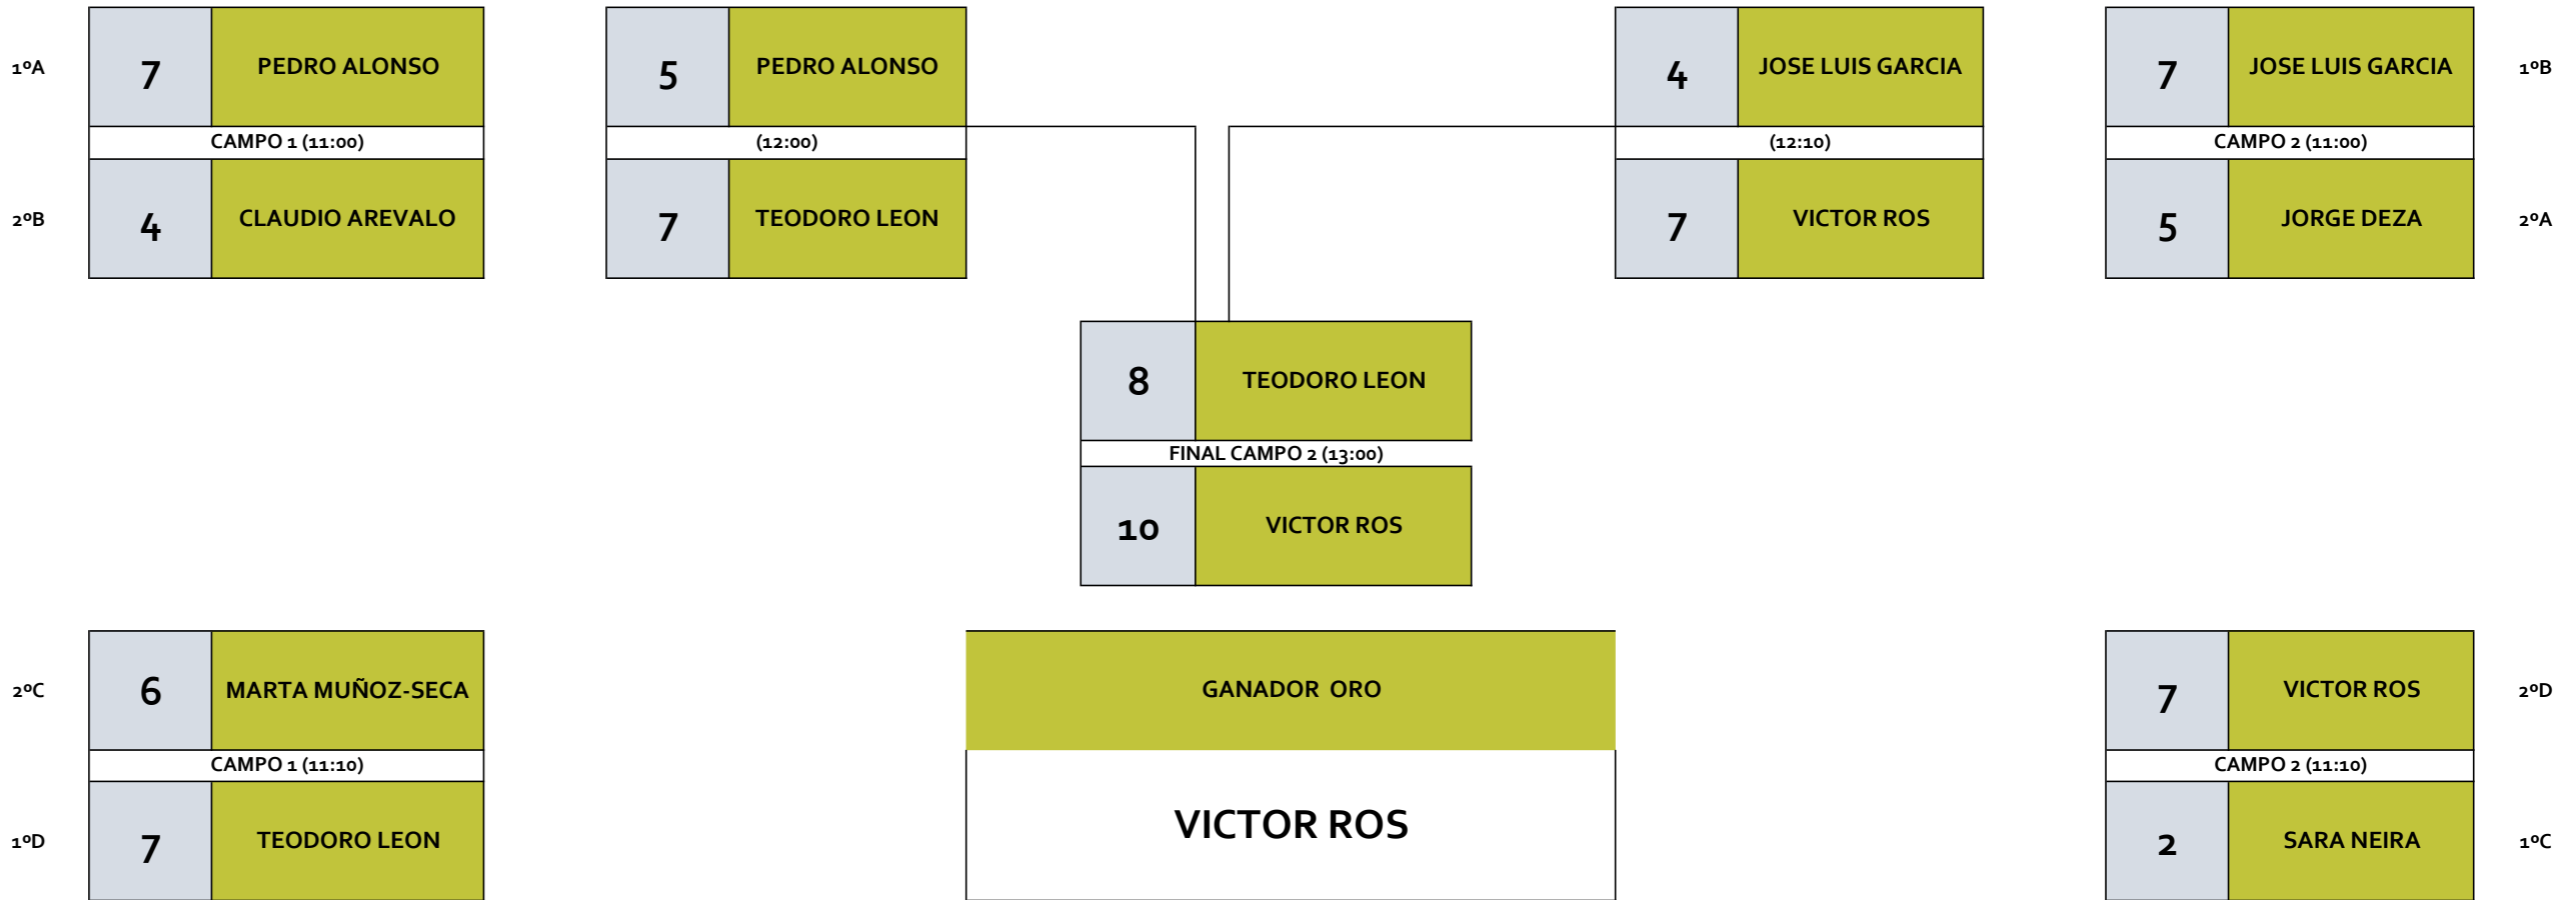 1ºA 7 PEDRO ALONSO 5 PEDRO ALONSO 4 JOSE LUIS GARCIA 7 JOSE LUIS GARCIA 1ºB
CAMPO 1 (11:00) (12:00) (12:10) CAMPO 2 (11:00)
2ºB 4 CLAUDIO AREVALO 7 TEODORO LEON 7 VICTOR ROS 5 JORGE DEZA 2ºA
8 TEODORO LEON
FINAL CAMPO 2 (13:00)
10 VICTOR ROS
2ºC 6 MARTA MUÑOZ-SECA GANADOR ORO 7 VICTOR ROS 2ºD
CAMPO 1 (11:10) CAMPO 2 (11:10)
1ºD 7 TEODORO LEON VICTOR ROS 2 SARA NEIRA 1ºC